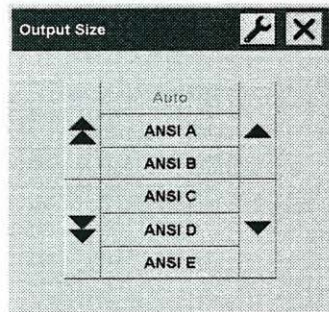 Output Size
Auto
ANSI A
ANSI B
ANSI C
ANSI D
ANSI E